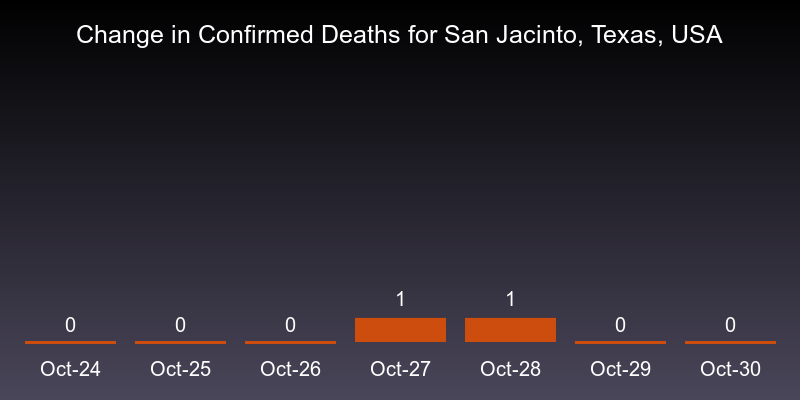 Change in Confirmed Deaths for San Jacinto, Texas, USA
1 1
0 0 0 0 0
Oct-24 Oct-25 Oct-26 Oct-27 Oct-28 Oct-29 Oct-30